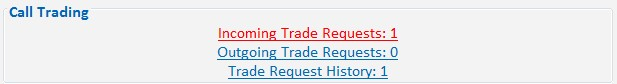 Call Trading
Incoming Trade Requests: 1
Outgoing Trade Requests: 0
Trade Request History: 1